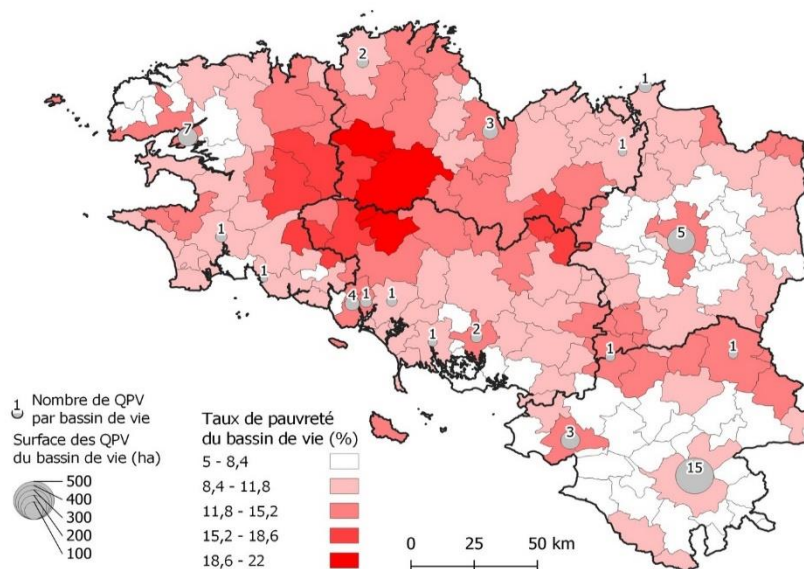 2
1
3
7
1
5
1
1
4
1
1
1
2
1
1
3
15
1 Nombre de QPV
par bassin de vie
Surface des QPV
du bassin de vie (ha)
500
400
300
200
100
Taux de pauvreté
du bassin de vie (%)
5 - 8,4
8,4 - 11,8
11,8 - 15,2
15,2 - 18,6
18,6 - 22
0 25 50 km